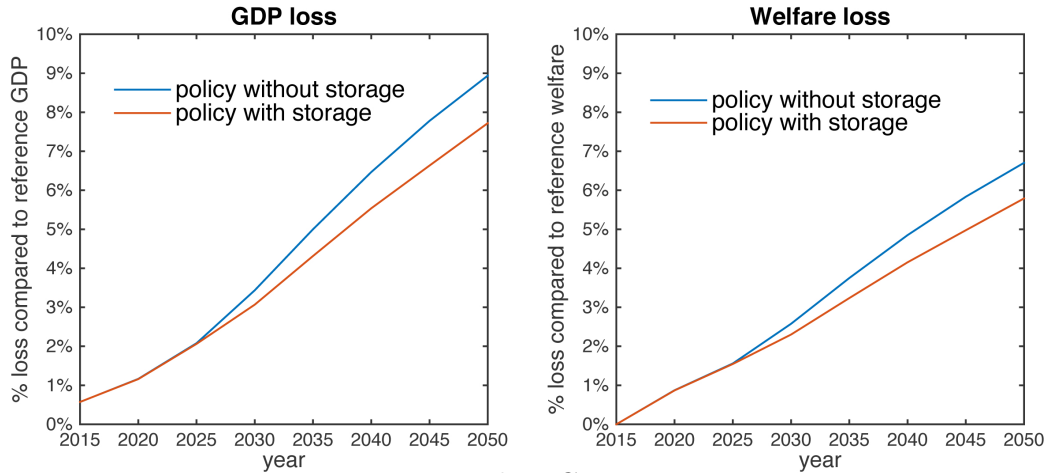 GDP loss
% loss compared to reference GDP
10%
9%
8%
7%
6%
5%
4%
3%
2%
1%
0%
policy without storage
policy with storage
2015 2020 2025 2030 2035 2040 2045 2050
year
Welfare loss
% loss compared to reference welfare
10%
9%
8%
7%
6%
5%
4%
3%
2%
1%
0%
policy without storage
policy with storage
2015 2020 2025 2030 2035 2040 2045 2050
year